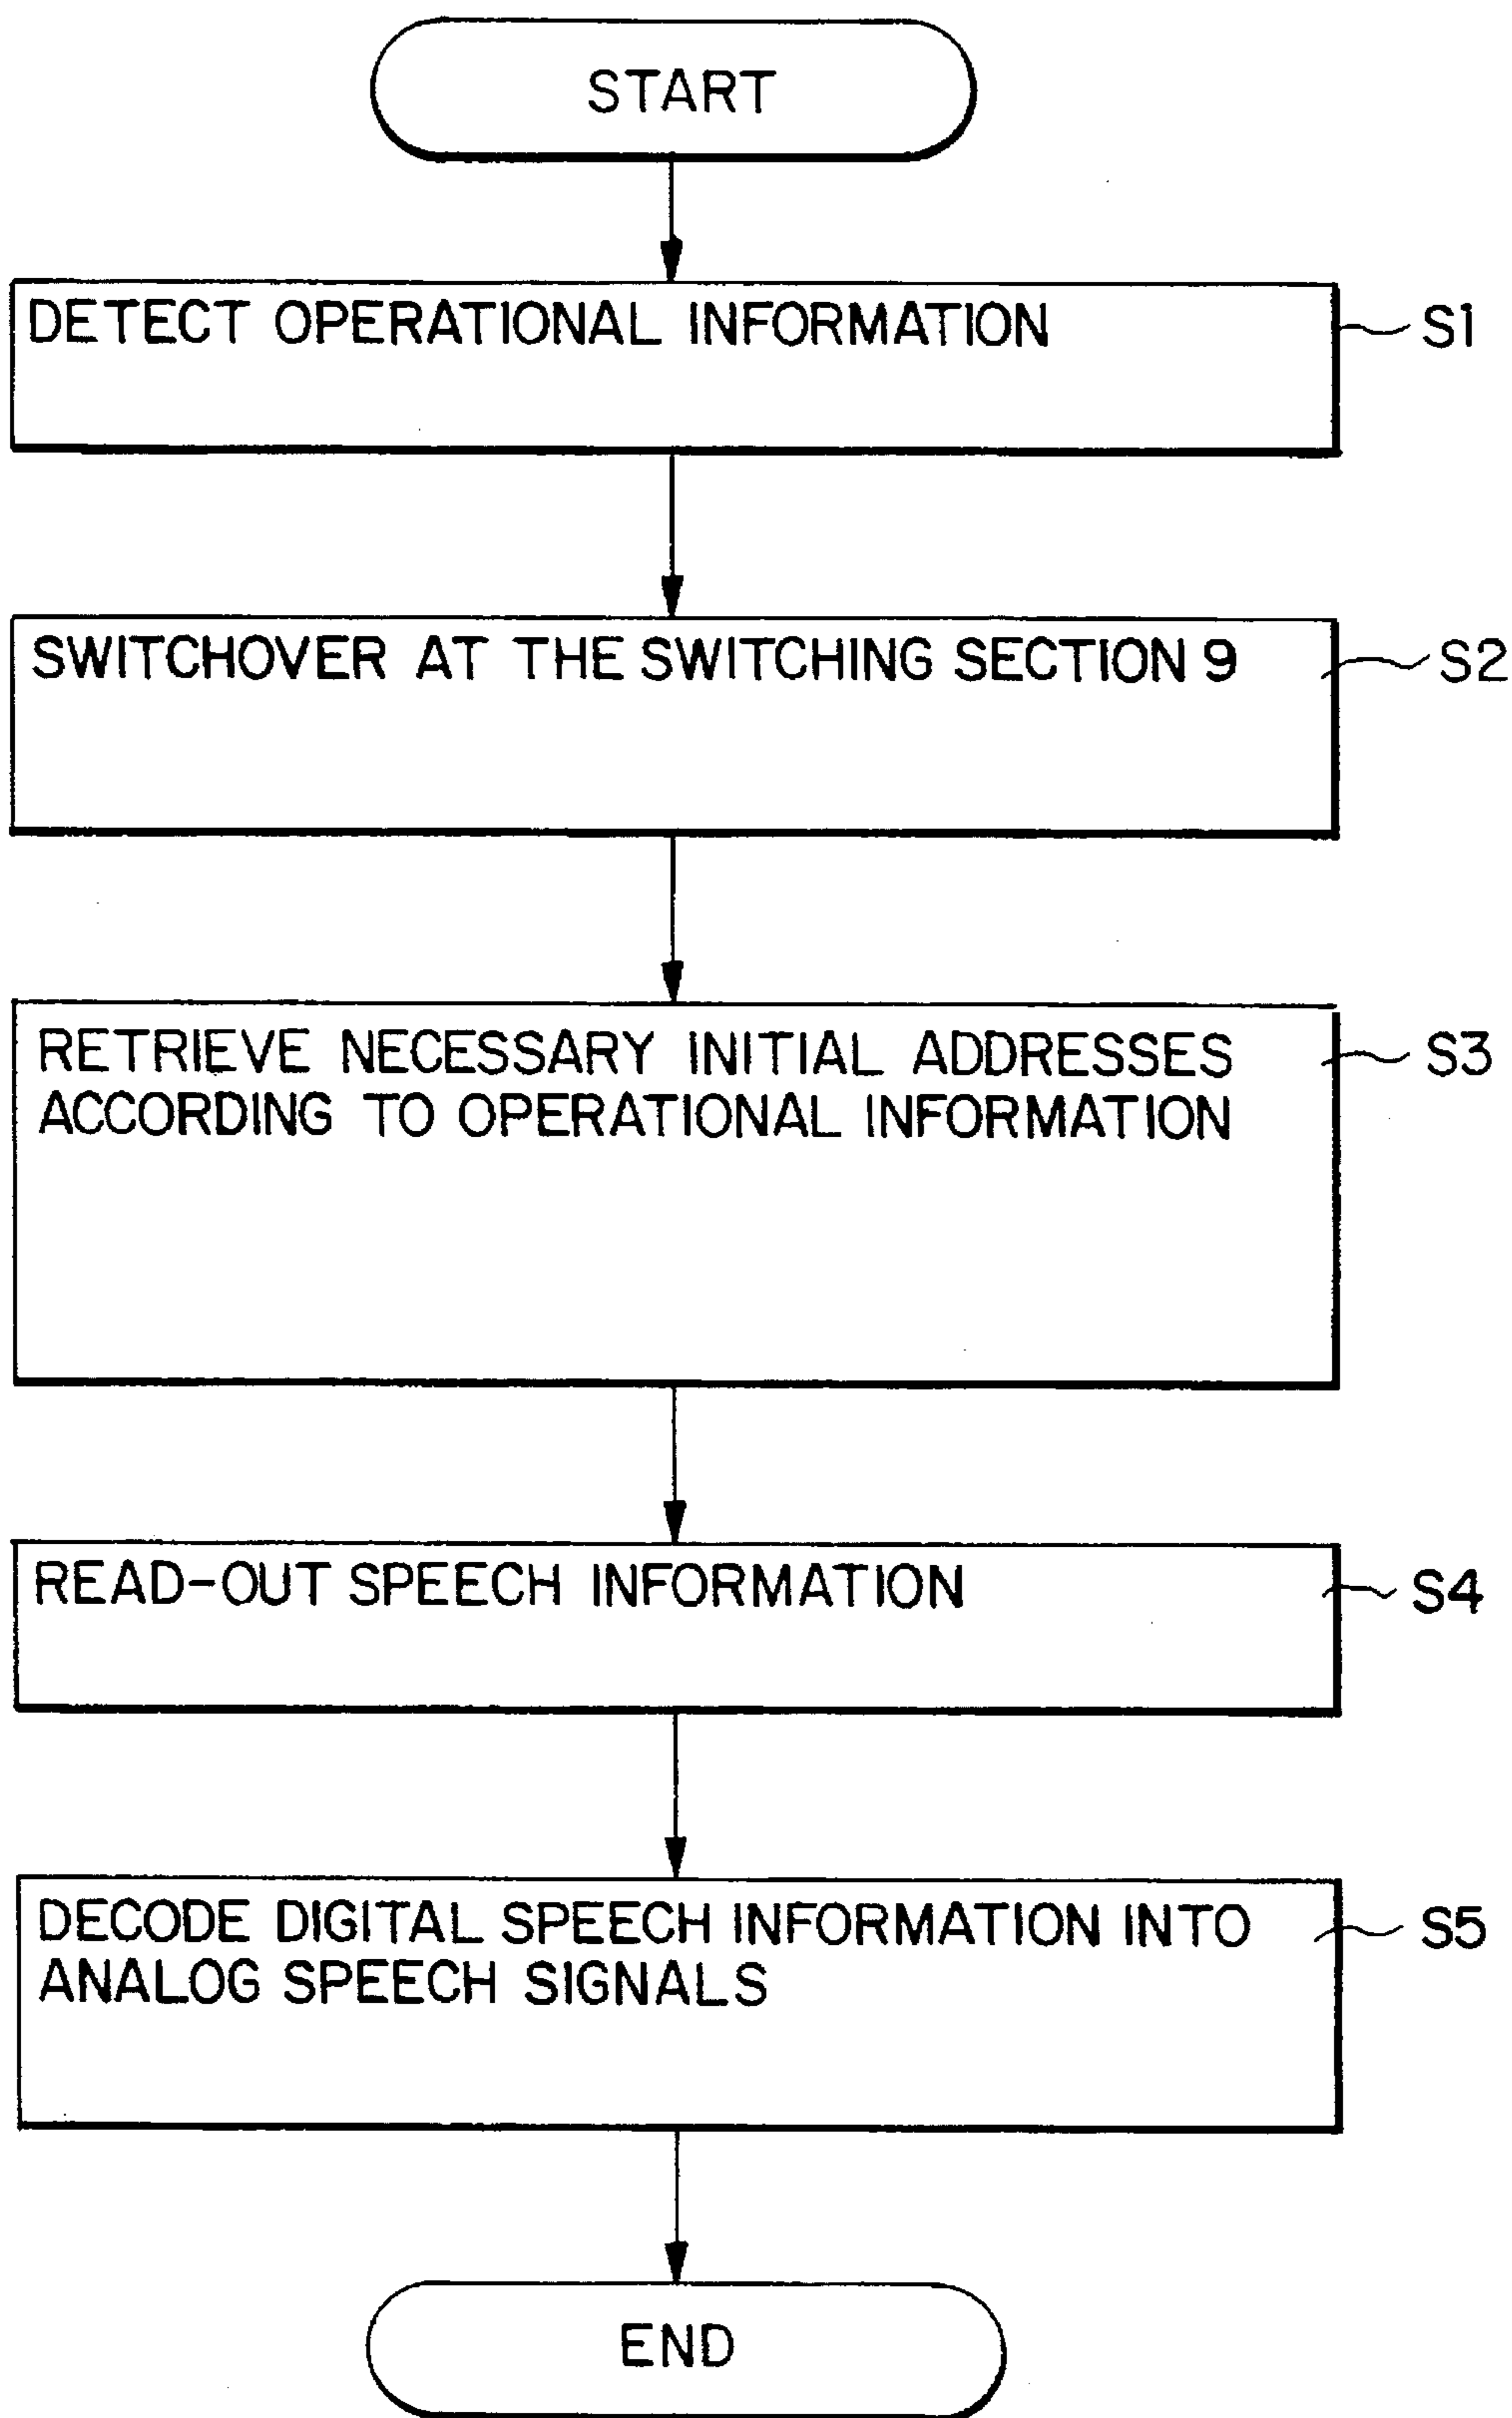 START
DETECT OPERATIONAL INFORMATION
S1
SWITCHOVER AT THE SWITCHING SECTION 9
S2
RETRIEVE NECESSARY INITIAL ADDRESSES
ACCORDING TO OPERATIONAL INFORMATION
S3
READ-OUT SPEECH INFORMATION
S4
DECODE DIGITAL SPEECH INFORMATION INTO
ANALOG SPEECH SIGNALS
S5
END